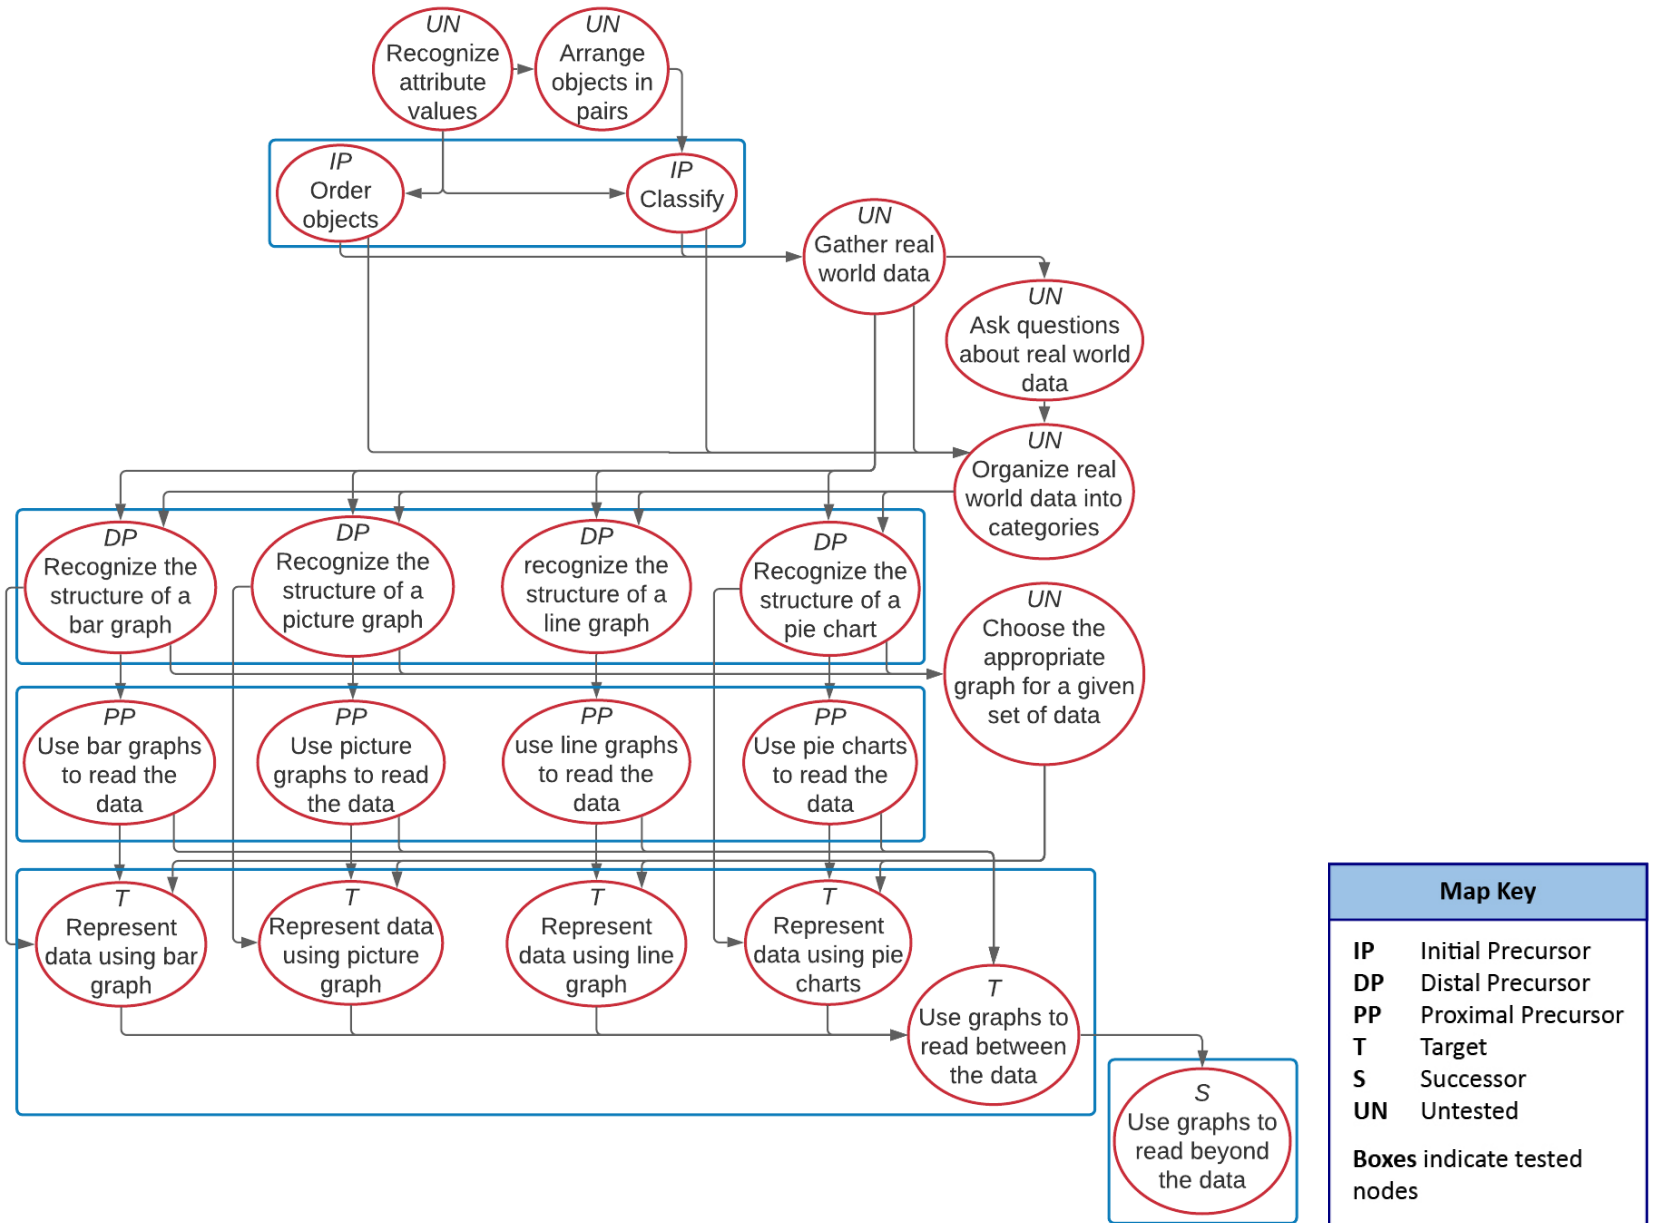 UN
Recognize
attribute
values
UN
Arrange
objects in
pairs
IP
Order
objects
IP
Classify
UN
Gather real
world data
UN
Ask questions
about real world
data
UN
Organize real
world data into
categories
DP
Recognize the
structure of a
bar graph
DP
Recognize the
structure of a
picture graph
DP
recognize the
structure of a
line graph
DP
Recognize the
structure of a
pie chart
UN
Choose the
appropriate
graph for a given
set of data
PP
Use bar graphs
to read the
data
PP
Use picture
graphs to read
the data
PP
use line graphs
to read the
data
PP
Use pie charts
to read the
data
T
Represent
data using bar
graph
T
Represent data
using picture
graph
T
Represent
data using line
graph
T
Represent
data using pie
charts
T
Use graphs to
read between
the data
S
Use graphs to
read beyond
the data
Map Key
IP Initial Precursor
DP Distal Precursor
PP Proximal Precursor
T Target
S Successor
UN Untested
Boxes indicate tested
nodes